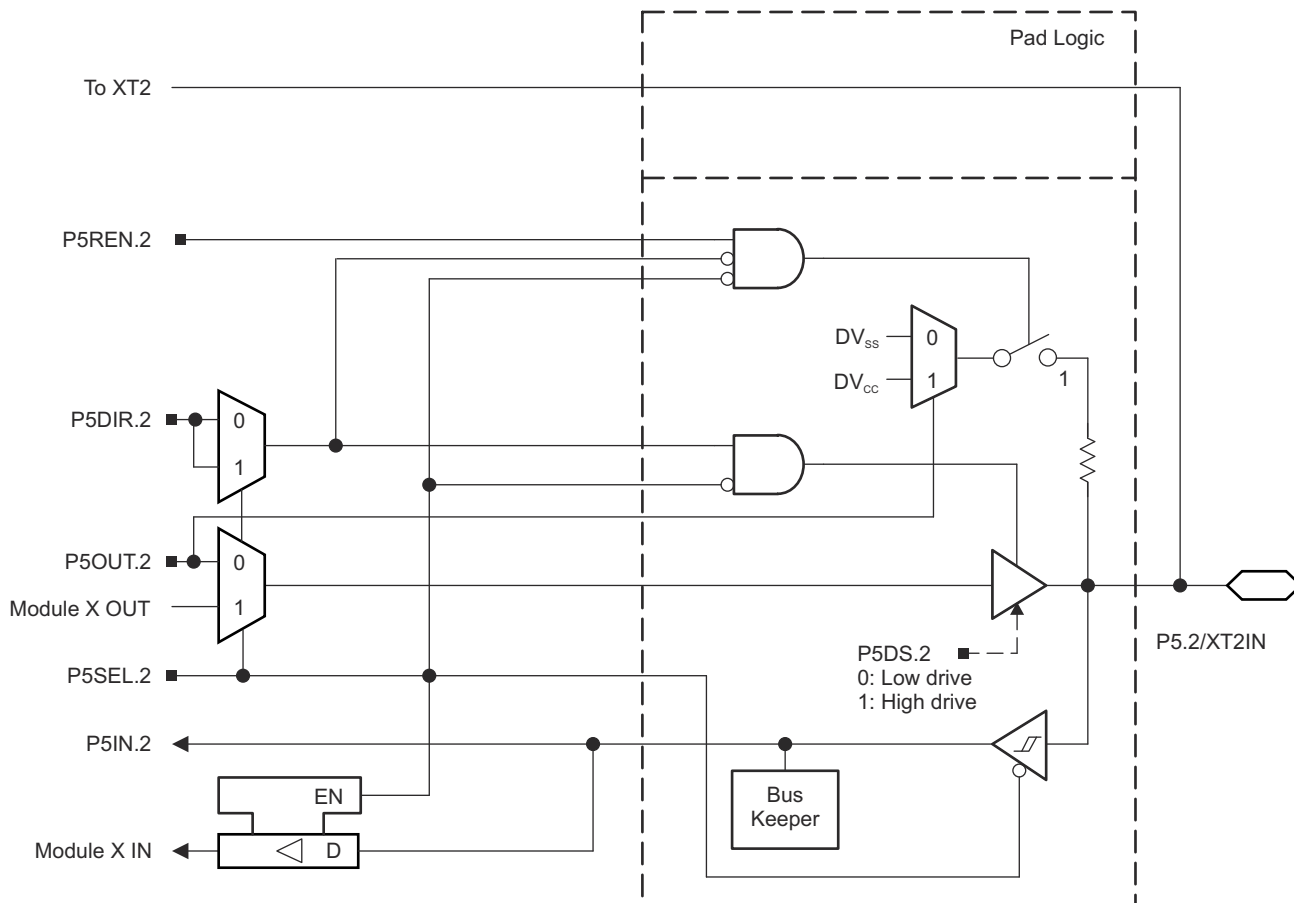 Pad Logic
To XT2
P5REN.2
DVSS
0
DVCC
1
1
P5DIR.2
0
1
P5OUT.2
0
Module X OUT
1
P5SEL.2
P5DS.2
0: Low drive
1: High drive
P5.2/XT2IN
P5IN.2
EN
Bus
Keeper
Module X IN
D